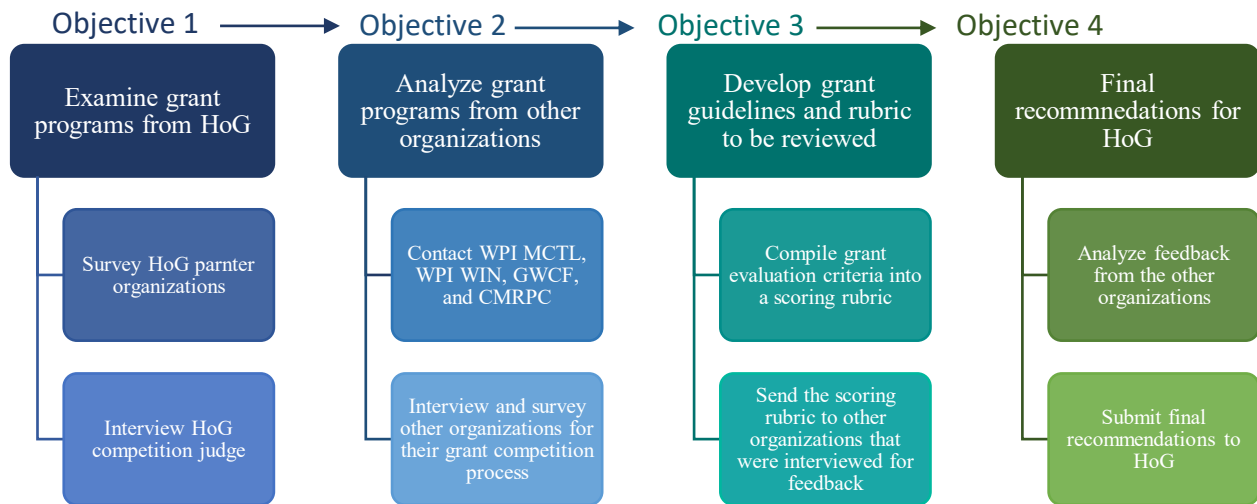 Objective 1
Examine grant
programs from HoG
Survey HoG parnter
organizations
Interview HoG
competition judge
Objective 2
Analyze grant
programs from other
organizations
Contact WPI MCTL,
WPI WIN, GWCF,
and CMRPC
Interview and survey
other organizations for
their grant competition
process
Objective 3
Develop grant
guidelines and rubric
to be reviewed
Compile grant
evaluation criteria into
a scoring rubric
Send the scoring
rubric to other
organizations that
were interviewed for
feedback
Objective 4
Final
recommnedations for
HoG
Analyze feedback
from the other
organizations
Submit final
recommendations to
HoG